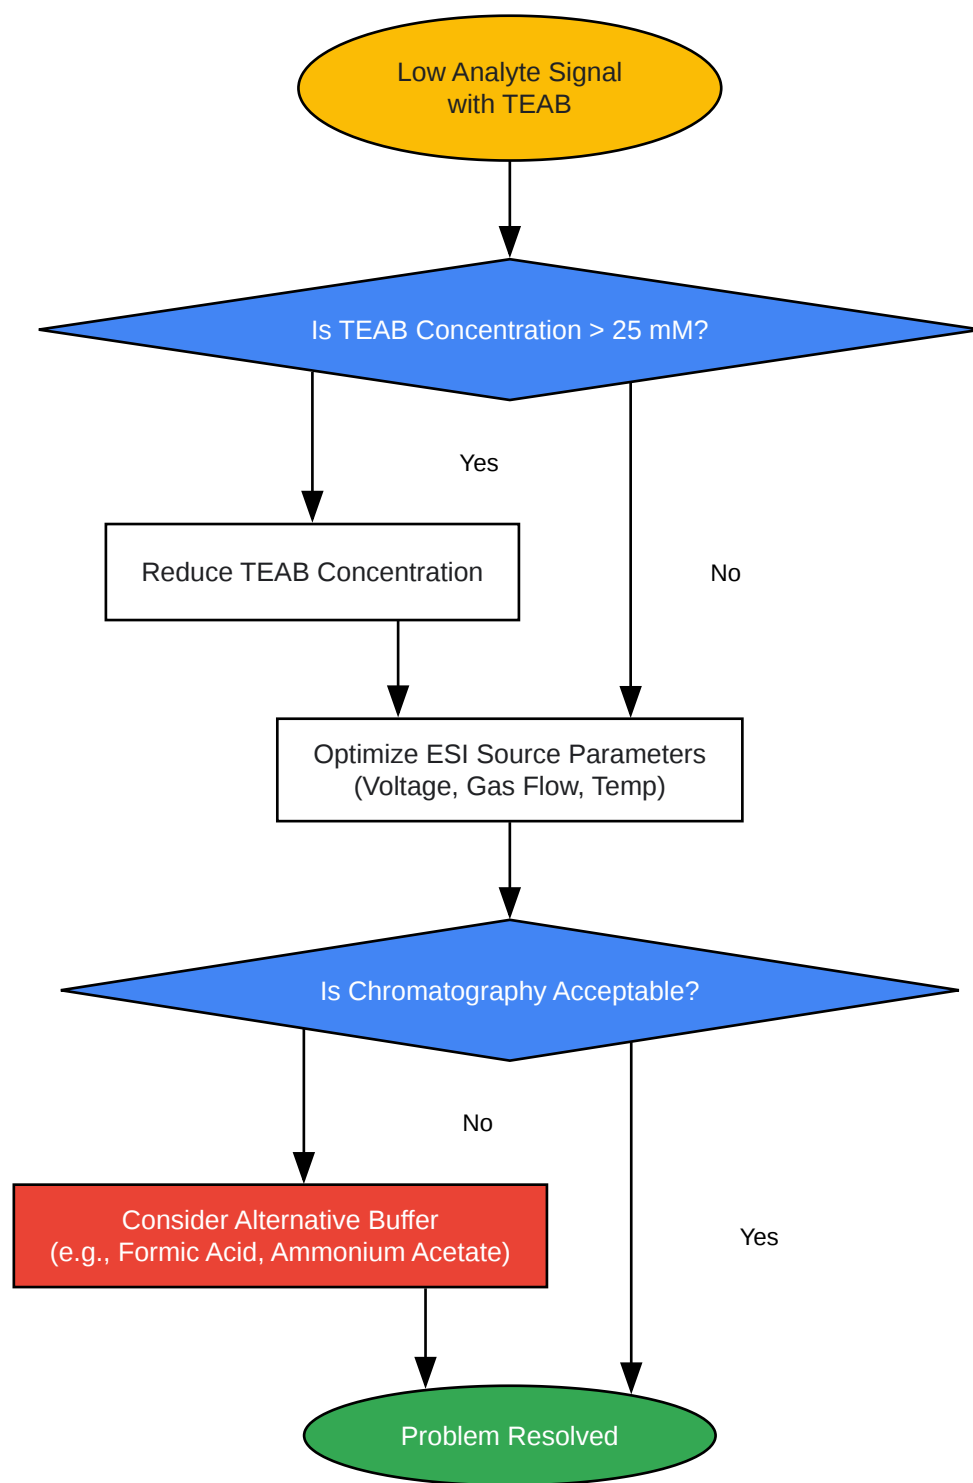 Low Analyte Signal
with TEAB
Is TEAB Concentration > 25 mM?
Yes
Reduce TEAB Concentration
No
Optimize ESI Source Parameters
(Voltage, Gas Flow, Temp)
Is Chromatography Acceptable?
No
Consider Alternative Buffer
(e.g., Formic Acid, Ammonium Acetate)
Yes
Problem Resolved